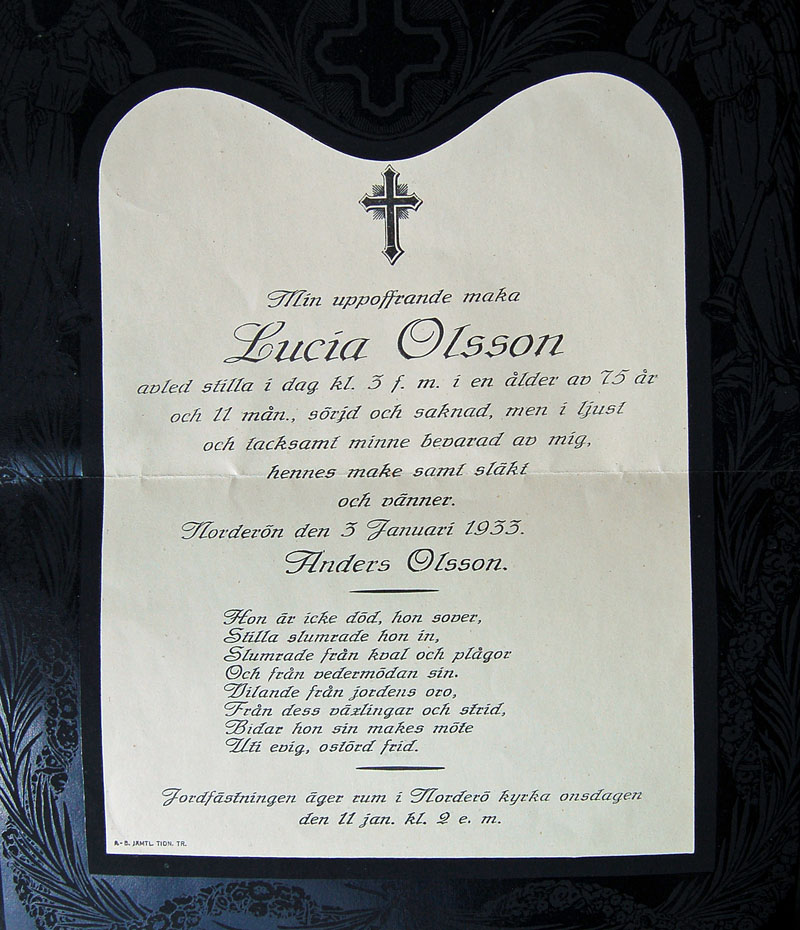 Min uppoffrande maka
Lucia Olsson
avled stilla i dag kl. 3 f. m. i en ålder av 75 år
och 11 mån., sörjd och saknad, men i ljust
och tacksamt minne bevarad av mig,
hennes make samt släkt
och vänner.
Norderön den 3 Januari 1933.
Anders Olsson.
Hon är icke död, hon sover,
Stilla slumrade hon in,
Slumrade från kval och plågor
Och från vedermödan sin.
Vilande från jordens oro,
Från dess växlingar och strid,
Bidar hon sin makes möte
Uti evig, ostörd frid.
Jordfästningen äger rum i Norderö kyrka onsdagen
den 11 jan. kl. 2 e. m.
A.-B. JÄMTL. TIDN. TR.